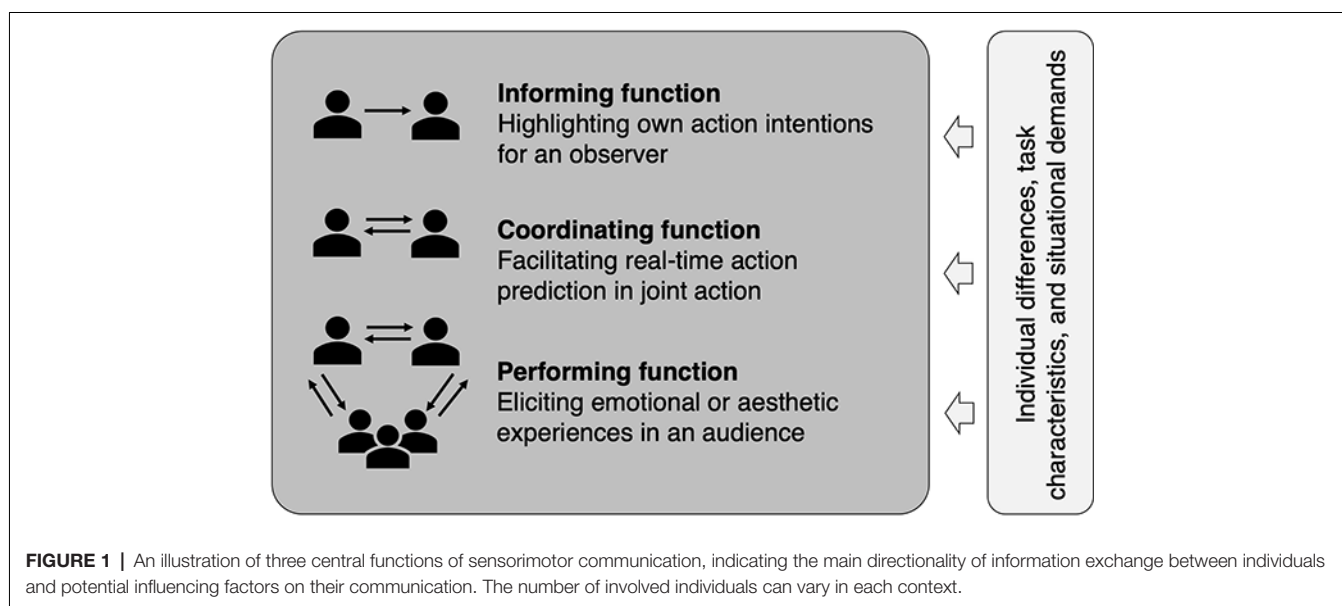 Informing function
Highlighting own action intentions
for an observer
Coordinating function
Facilitating real-time action
prediction in joint action
Performing function
Eliciting emotional or aesthetic
experiences in an audience
Individual differences, task
characteristics, and situational demands
FIGURE 1 | An illustration of three central functions of sensorimotor communication, indicating the main directionality of information exchange between individuals
and potential influencing factors on their communication. The number of involved individuals can vary in each context.